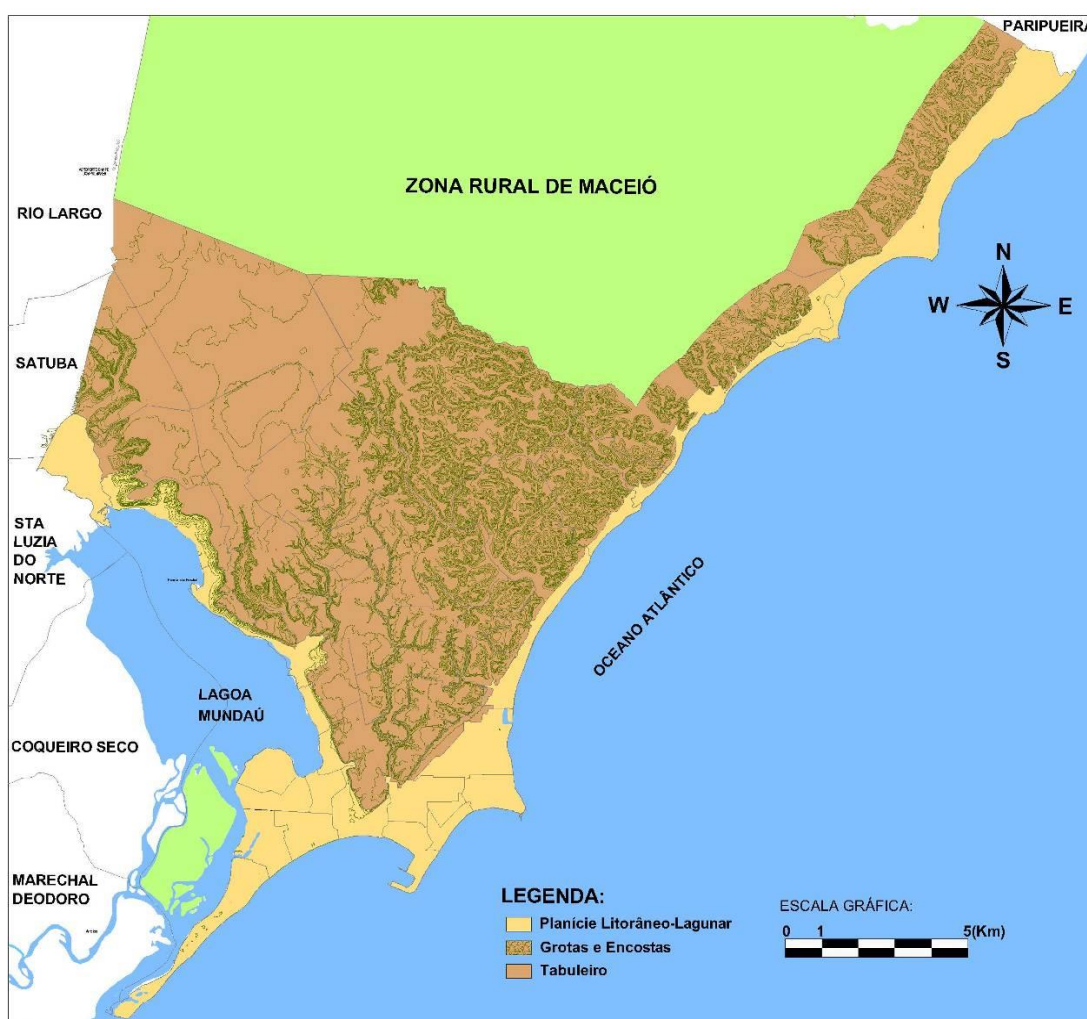 PARIPUEIRA
ZONA RURAL DE MACEIÓ
RIO LARGO
N
W E
S
SATUBA
STA
LUZIA
DO
NORTE
OCEANO ATLÂNTICO
LAGOA
MUNDAÚ
COQUEIRO SECO
MARECHAL
DEODORO
LEGENDA:
Planície Litorâneo-Lagunar
Grotas e Encostas
Tabuleiro
ESCALA GRÁFICA:
0 1 5(Km)